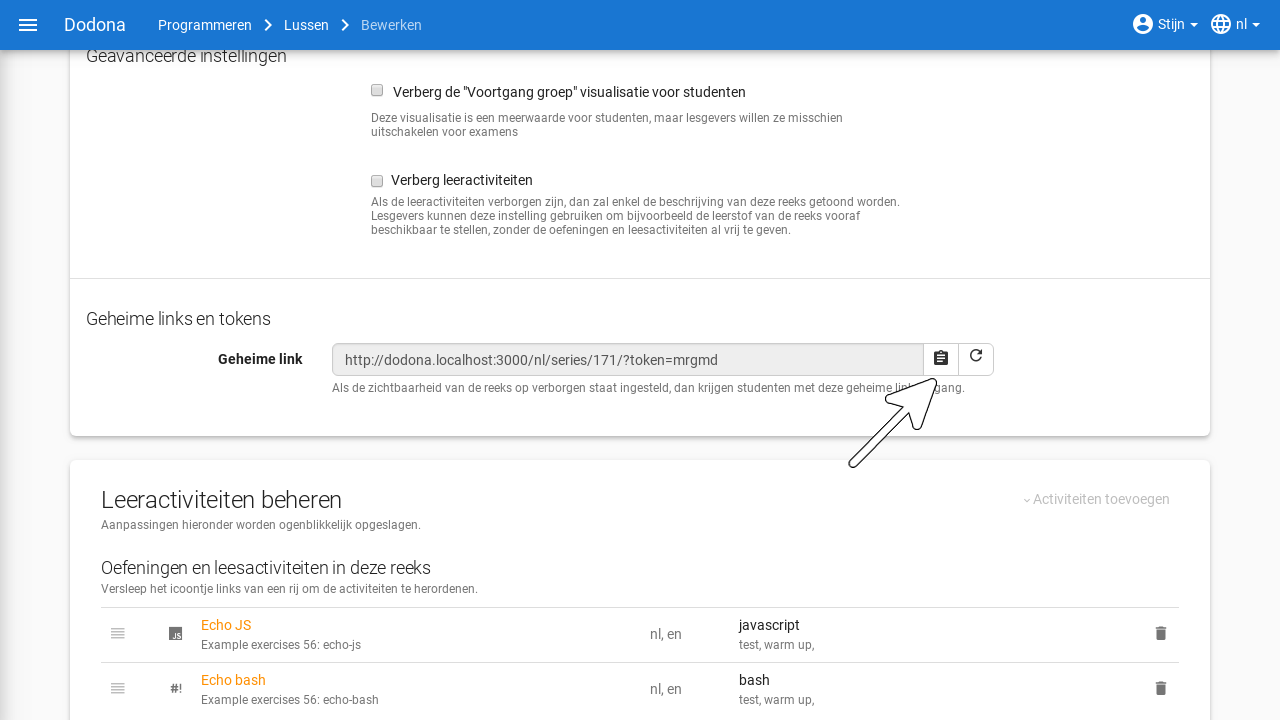 Dodona Programmeren Lussen Bewerken Stijn nl
Geavanceerde instellingen
Verberg de "Voortgang groep" visualisatie voor studenten
Deze visualisatie is een meerwaarde voor studenten, maar lesgevers willen ze misschien
uitschakelen voor examens
Verberg leeractiviteiten
Als de leeractiviteiten verborgen zijn, dan zal enkel de beschrijving van deze reeks getoond worden.
Lesgevers kunnen deze instelling gebruiken om bijvoorbeeld de leerstof van de reeks vooraf
beschikbaar te stellen, zonder de oefeningen en leesactiviteiten al vrij te geven.
Geheime links en tokens
Geheime link http://dodona.localhost:3000/nl/series/171/?token=mrgmd
Als de zichtbaarheid van de reeks op verborgen staat ingesteld, dan krijgen studenten met deze geheime
Leeractiviteiten beheren
Activiteiten toevoegen
Aanpassingen hieronder worden ogenblikkelijk opgeslagen.
Oefeningen en leesactiviteiten in deze reeks
Versleep het icoontje links van een rij om de activiteiten te herordenen.
JS Echo JS nl, en javascript
Example exercises 56: echo-js test, warm up,
#! Echo bash nl, en bash
Example exercises 56: echo-bash test, warm up,